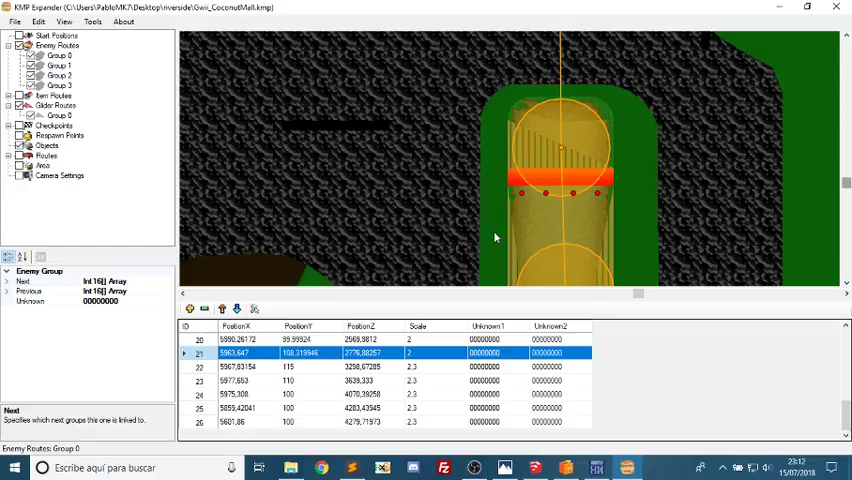 KMP Expander (C:\Users\PabloMK7\Desktop\riverside\Gwii_CoconutMall.kmp)
File Edit View Tools About
Start Positions
Enemy Routes
Group 0
Group 1
Group 2
Group 3
Item Routes
Glider Routes
Group 0
Checkpoints
Respawn Points
Objects
Routes
Area
Camera Settings
Enemy Group
Next Int16[] Array
Previous Int16[] Array
Unknown 00000000
Next
Specifies which next groups this one is linked to.
ID PositionX PositionY PositionZ Scale Unknown1 Unknown2
20 5990,26172 99,99924 2569,9812 2 00000000 00000000
21 5963,647 108,319946 2776,88257 2 00000000 00000000
22 5967,83154 115 3298,67285 2.3 00000000 00000000
23 5977,653 110 3639,333 2.3 00000000 00000000
24 5975,308 100 4070,39258 2.3 00000000 00000000
25 5859,42041 100 4283,43945 2.3 00000000 00000000
26 5601,86 100 4279,71973 2.3 00000000 00000000
Enemy Routes: Group 0
Escribe aquí para buscar
23:12
15/07/2018